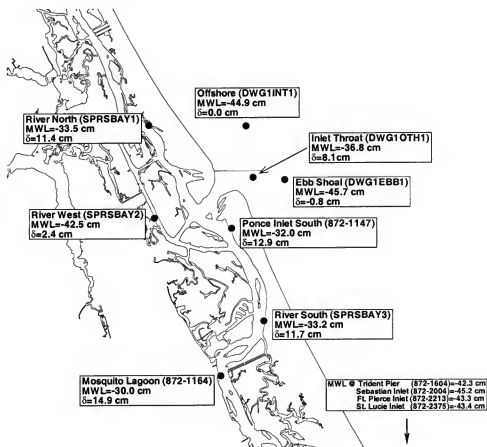 Offshore (DWG1INT1)
MWL=-44.9 cm
δ=0.0 cm
River North (SPRSBAY1)
MWL=-33.5 cm
δ=11.4 cm
Inlet Throat (DWG1OTH1)
MWL=-36.8 cm
δ=8.1cm
Ebb Shoal (DWG1EBB1)
MWL=-45.7 cm
δ=-0.8 cm
River West (SPRSBAY2)
MWL=-42.5 cm
δ=2.4 cm
Ponce Inlet South (872-1147)
MWL=-32.0 cm
δ=12.9 cm
River South (SPRSBAY3)
MWL=-33.2 cm
δ=11.7 cm
Mosquito Lagoon (872-1164)
MWL=-30.0 cm
δ=14.9 cm
MWL @ Trident Pier (872-1604)=-42.3 cm
Sebastian Inlet (872-2004)=-45.2 cm
Ft. Pierce Inlet (872-2213)=-43.3 cm
St. Lucie Inlet (872-2375)=-43.4 cm